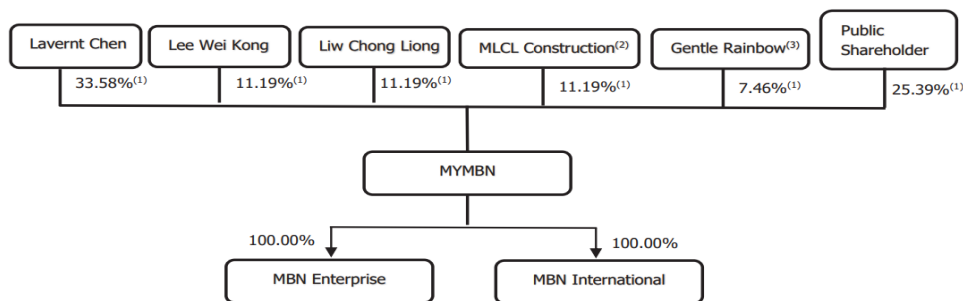 Lavernt Chen
Lee Wei Kong
Liw Chong Liong
MLCL Construction(2)
Gentle Rainbow(3)
Public
Shareholder
33.58%(1)
11.19%(1)
11.19%(1)
11.19%(1)
7.46%(1)
25.39%(1)
MYMBN
100.00%
100.00%
MBN Enterprise
MBN International